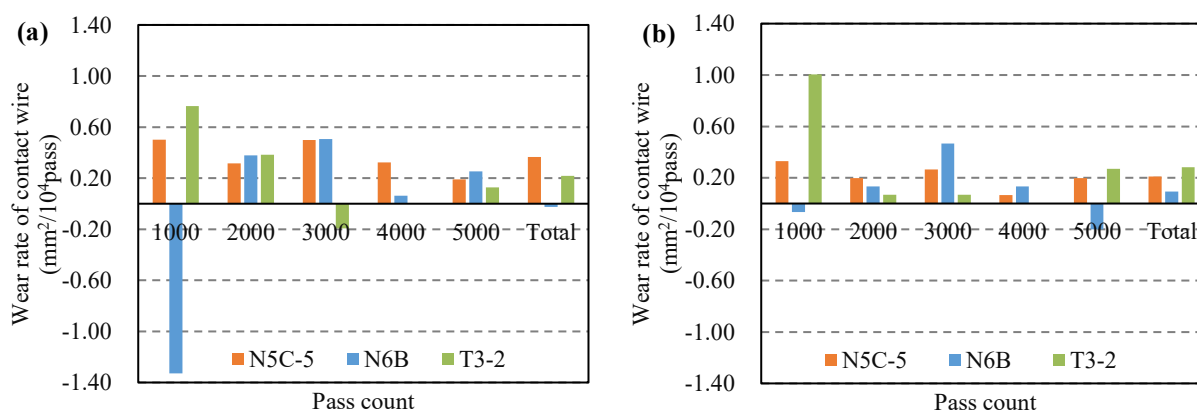 (a)
Wear rate of contact wire
(mm²/10⁴pass)
1.40
1.00
0.60
0.20
-0.20
-0.60
-1.00
-1.40
1000 2000 3000 4000 5000 Total
N5C-5 N6B T3-2
Pass count
(b)
Wear rate of contact wire
(mm²/10⁴pass)
1.40
1.00
0.60
0.20
-0.20
-0.60
-1.00
-1.40
1000 2000 3000 4000 5000 Total
N5C-5 N6B T3-2
Pass count